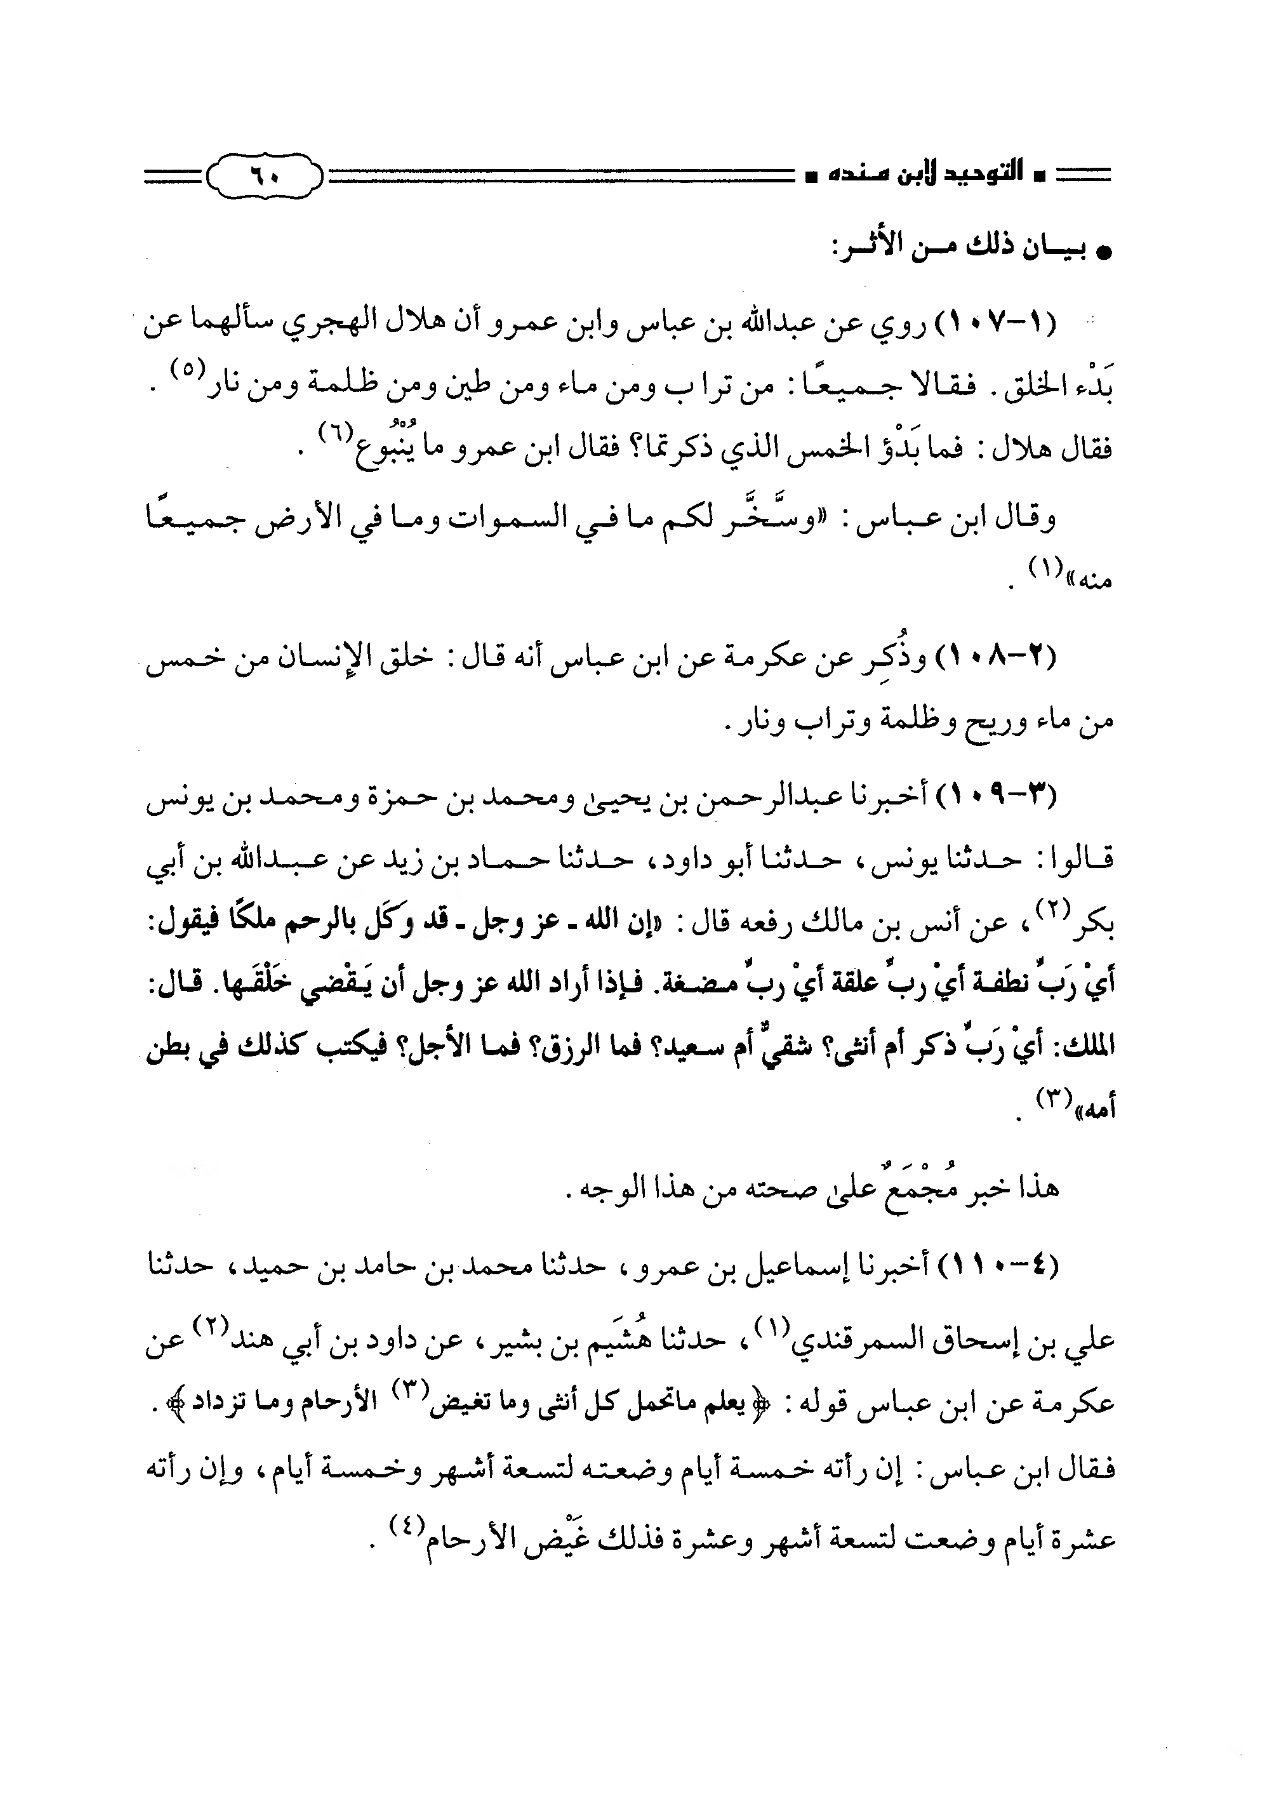 التوحيد لابن منده
٦٠
• بيان ذلك من الأثر:
(١-١٠٧) روي عن عبدالله بن عباس وابن عمرو أن هلال الهجري سألهما عن
بَدْء الخلق. فقالا جميعًا: من تراب ومن ماء ومن طين ومن ظلمة ومن نار(٥).
فقال هلال: فما بَدْؤ الخمس الذي ذكرتما؟ فقال ابن عمرو ما يُنْبُوع(٦).
وقال ابن عباس: «وسَّخَّر لكم ما في السموات وما في الأرض جميعًا
منه»(١).
(٢-١٠٨) وذُكِر عن عكرمة عن ابن عباس أنه قال: خلق الإنسان من خمس
من ماء وريح وظلمة وتراب ونار.
(٣-١٠٩) أخبرنا عبدالرحمن بن يحيىٰ ومحمد بن حمزة ومحمد بن يونس
قالوا: حدثنا يونس، حدثنا أبو داود، حدثنا حماد بن زيد عن عبدالله بن أبي
بكر(٢)، عن أنس بن مالك رفعه قال: «إن الله ـ عز وجل ـ قد وكَل بالرحم ملكًا فيقول:
أيْ رَبٌ نطفة أيْ ربٌ علقة أيْ ربٌ مضغة. فإذا أراد الله عز وجل أن يَقْضي خَلْقَها. قال:
الملك: أيْ رَبٌ ذكر أم أنثى؟ شقيٌّ أم سعيد؟ فما الرزق؟ فما الأجل؟ فيكتب كذلك في بطن
أمه»(٣).
هذا خبر مُجْمَعٌ علىٰ صحته من هذا الوجه.
(٤-١١٠) أخبرنا إسماعيل بن عمرو، حدثنا محمد بن حامد بن حميد، حدثنا
علي بن إسحاق السمرقندي(١)، حدثنا هُشَيم بن بشير، عن داود بن أبي هند(٢) عن
عكرمة عن ابن عباس قوله: ﴿يعلم ماتحمل كل أنثى وما تغيض(٣) الأرحام وما تزداد﴾.
فقال ابن عباس: إن رأته خمسة أيام وضعته لتسعة أشهر وخمسة أيام، وإن رأته
عشرة أيام وضعت لتسعة أشهر وعشرة فذلك غَيْض الأرحام(٤).